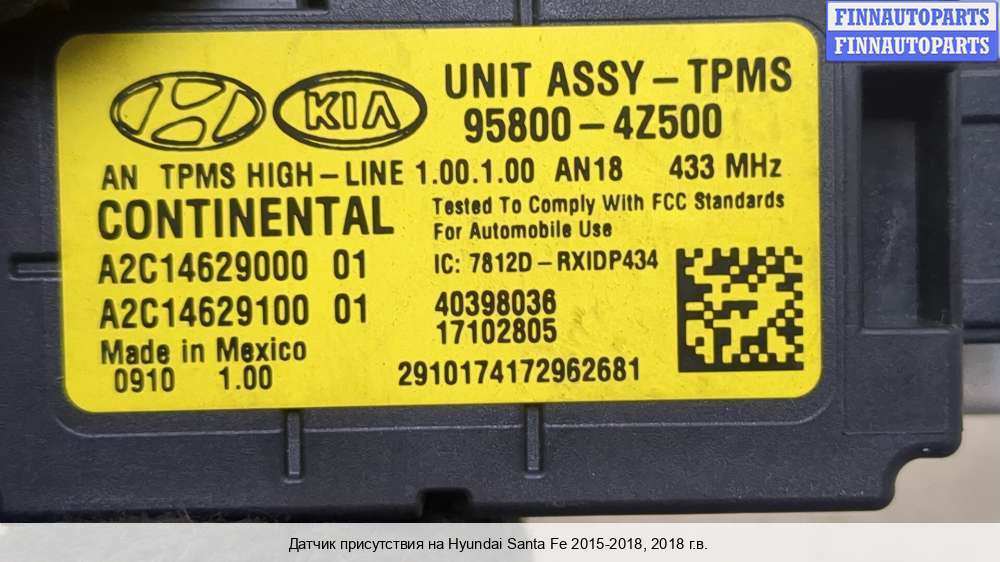 FINNAUTOPARTS
FINNAUTOPARTS
KIA
UNIT ASSY – TPMS
95800 – 4Z500
AN TPMS HIGH – LINE 1.00.1.00 AN18 433 MHz
CONTINENTAL
Tested To Comply With FCC Standards
For Automobile Use
A2C14629000 01
IC: 7812D – RXIDP434
A2C14629100 01
40398036
17102805
Made in Mexico
0910 1.00
2910174172962681
Датчик присутствия на Hyundai Santa Fe 2015-2018, 2018 г.в.